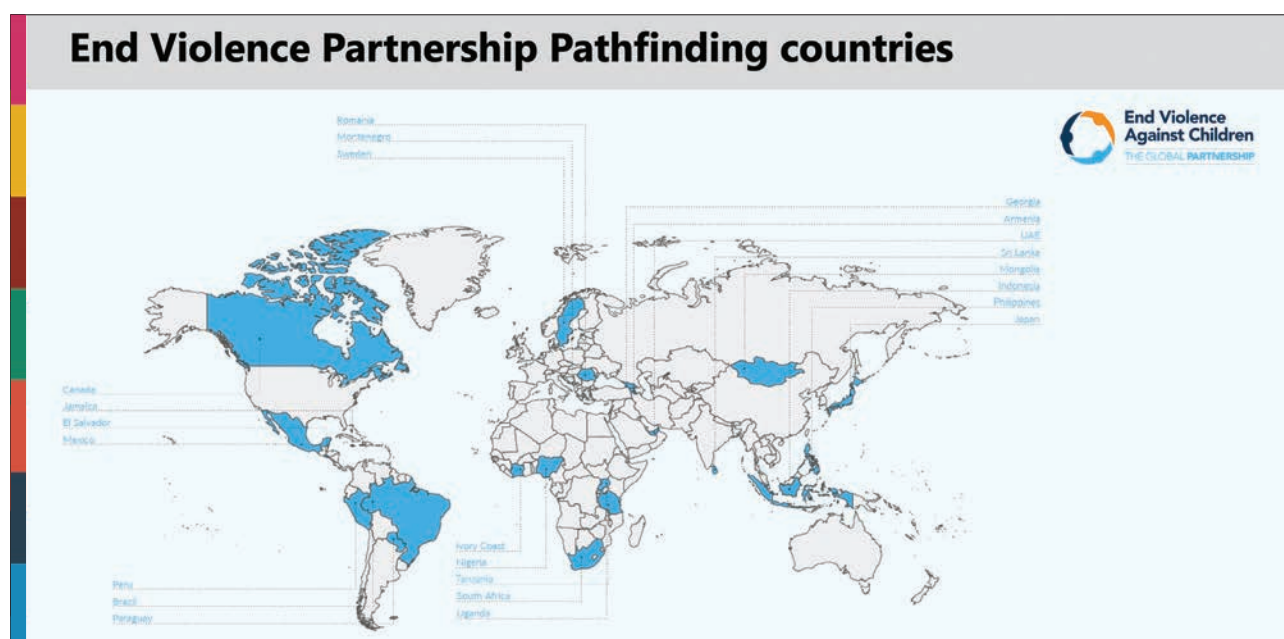 End Violence Partnership Pathfinding countries
End Violence
Against Children
THE GLOBAL PARTNERSHIP
Romania
Montenegro
Sweden
Georgia
Armenia
UAE
Sri Lanka
Mongolia
Indonesia
Philippines
Japan
Canada
Jamaica
El Salvador
Mexico
Ivory Coast
Nigeria
Tanzania
South Africa
Uganda
Peru
Brazil
Paraguay